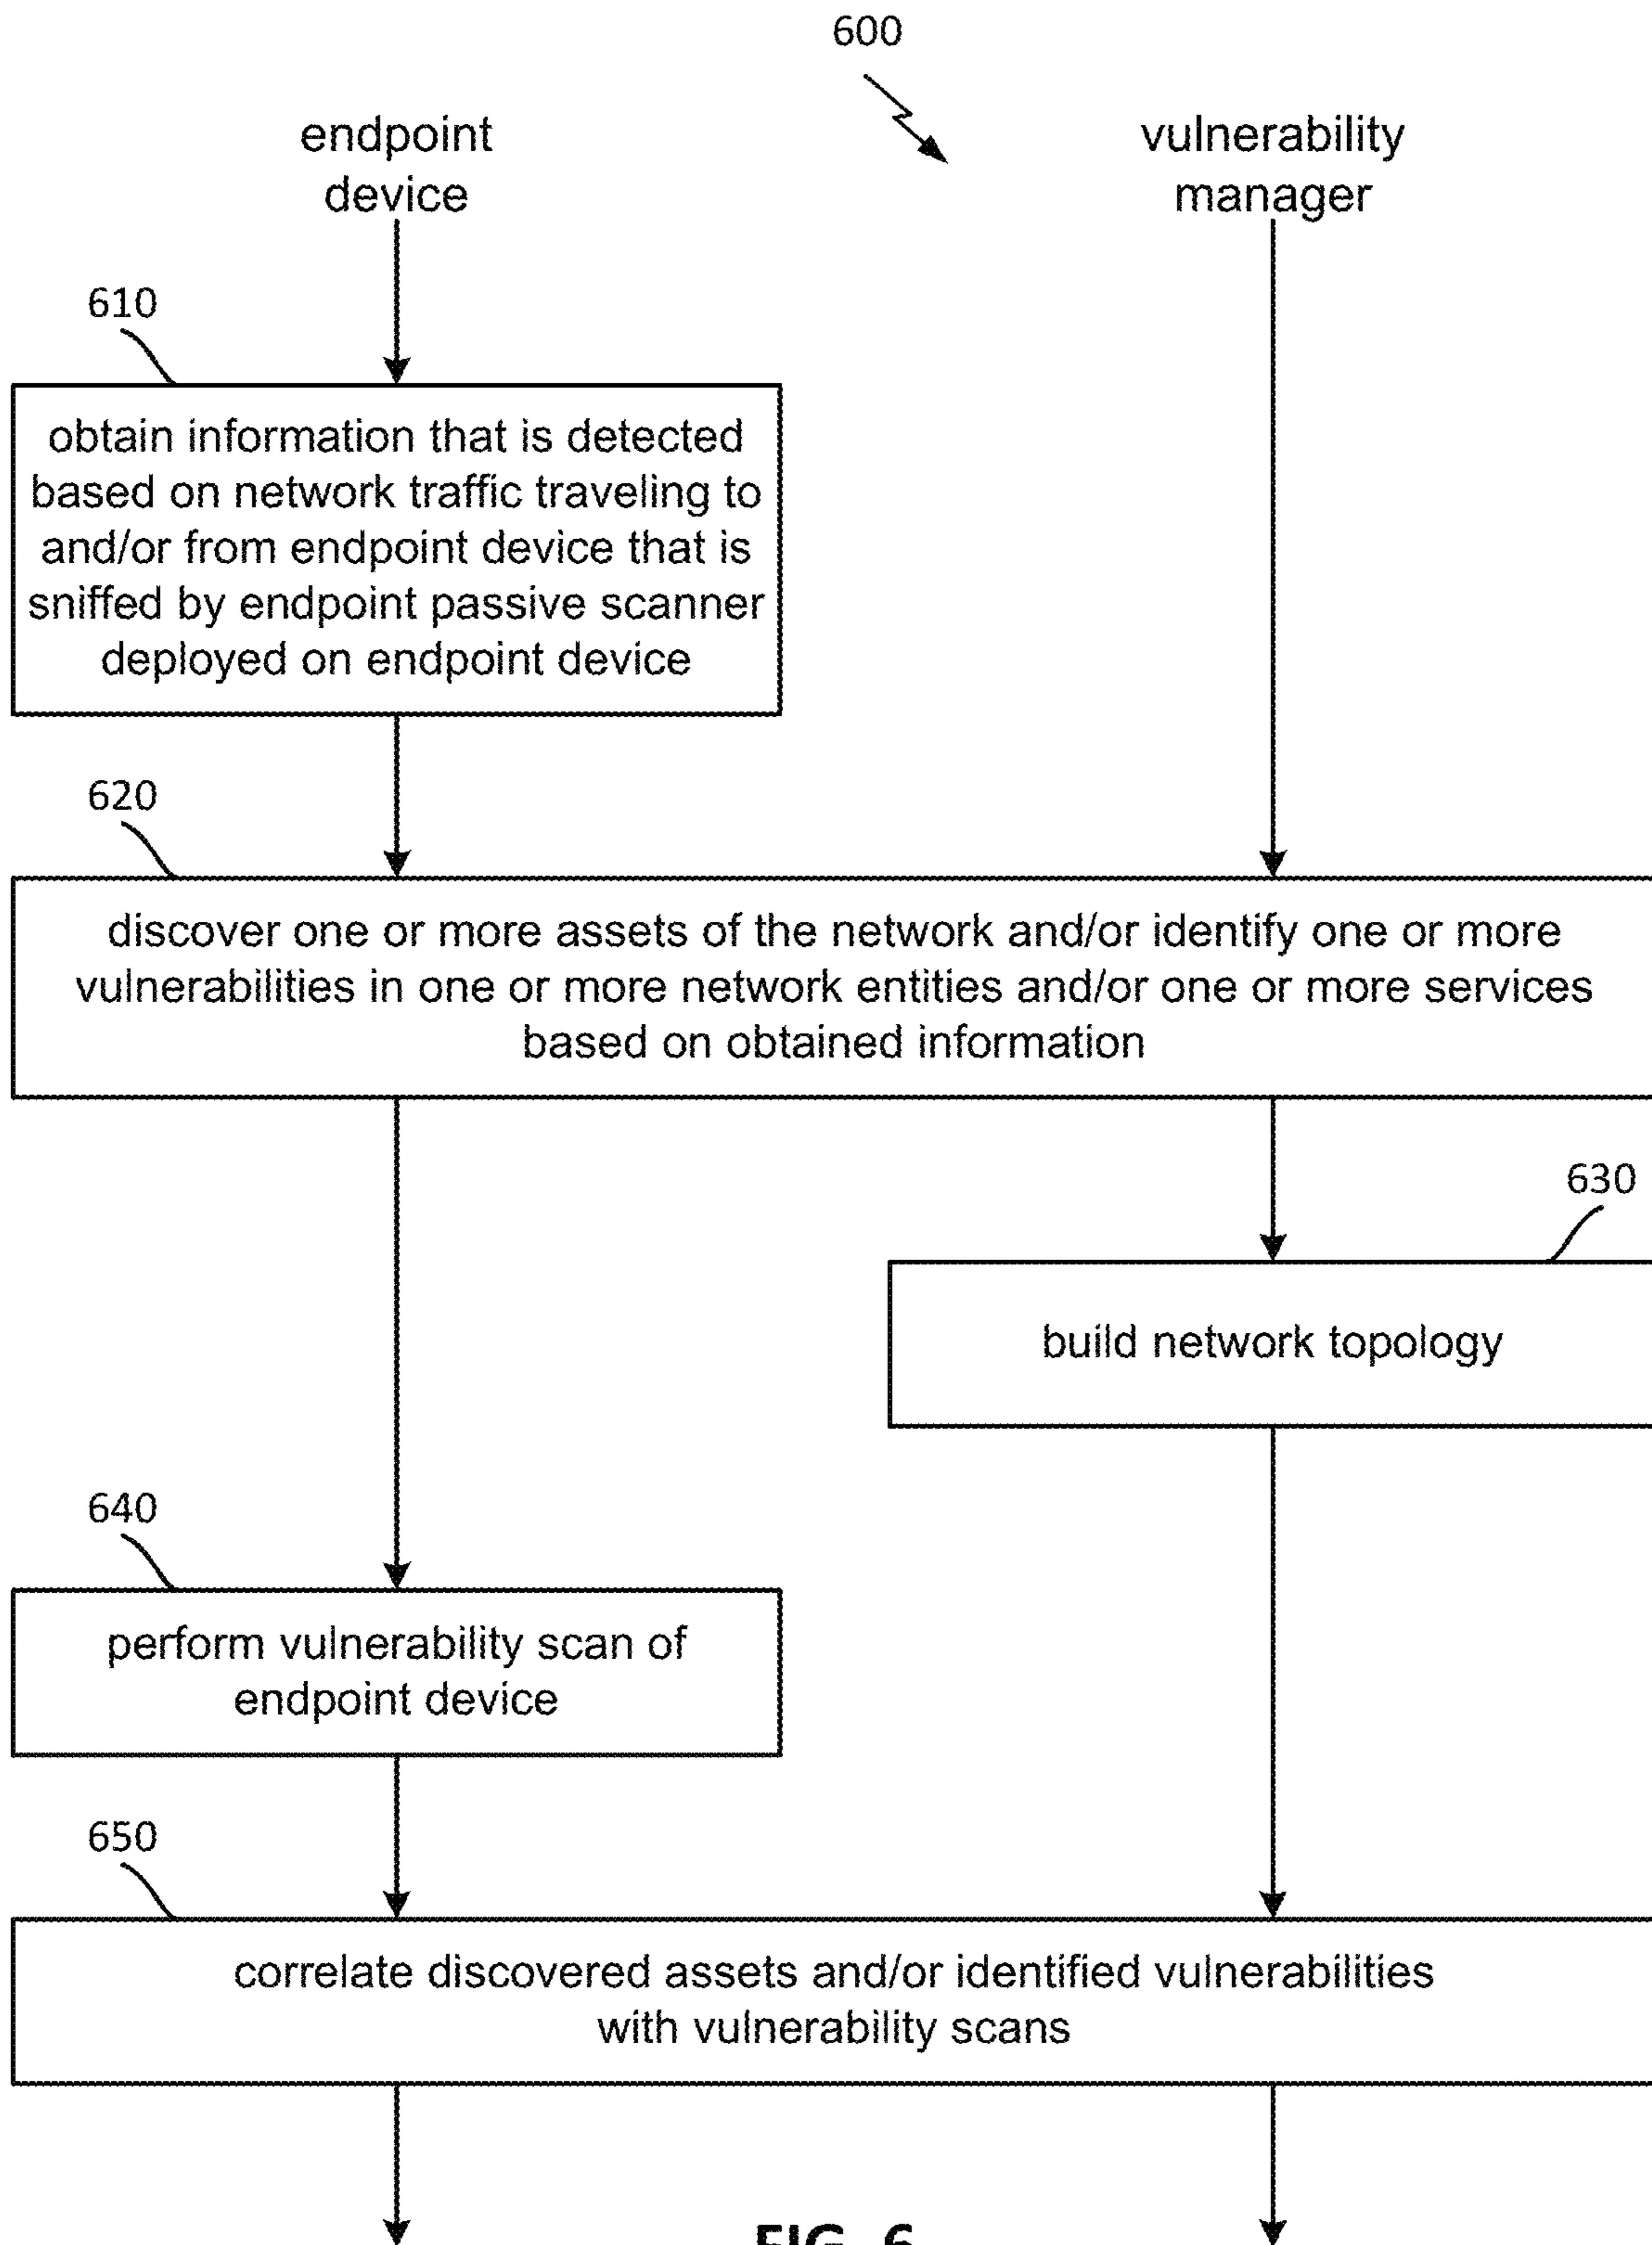 600
endpoint
device
vulnerability
manager
610
obtain information that is detected
based on network traffic traveling to
and/or from endpoint device that is
sniffed by endpoint passive scanner
deployed on endpoint device
620
discover one or more assets of the network and/or identify one or more
vulnerabilities in one or more network entities and/or one or more services
based on obtained information
630
build network topology
640
perform vulnerability scan of
endpoint device
650
correlate discovered assets and/or identified vulnerabilities
with vulnerability scans
FIG. 6